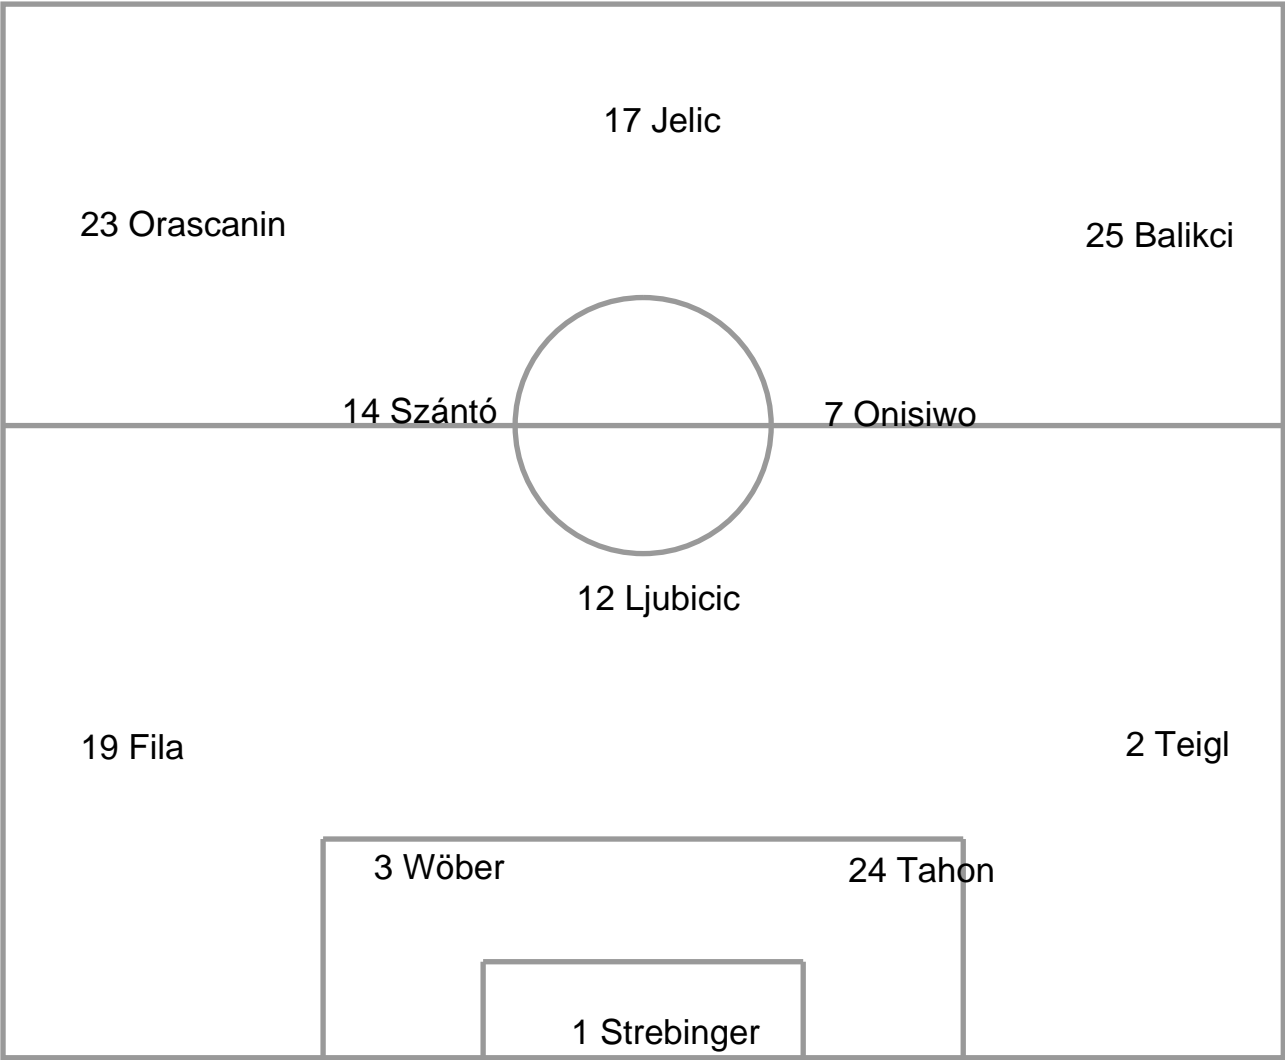 17 Jelic
23 Orascanin
25 Balikci
14 Szántó
7 Onisiwo
12 Ljubicic
19 Fila
2 Teigl
3 Wöber
24 Tahon
1 Strebinger